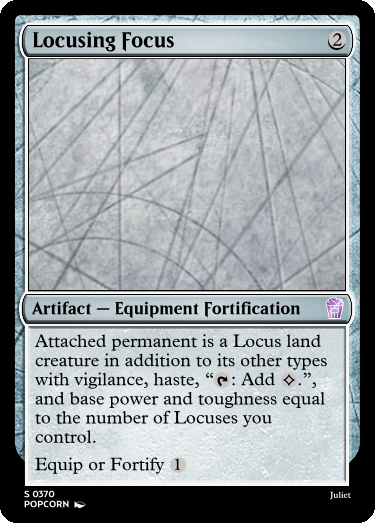 Locusing Focus 2
Artifact — Equipment Fortification
Attached permanent is a Locus land
creature in addition to its other types
with vigilance, haste, “: Add .”,
and base power and toughness equal
to the number of Locuses you
control.
Equip or Fortify 1
S 0370
POPCORN
Juliet